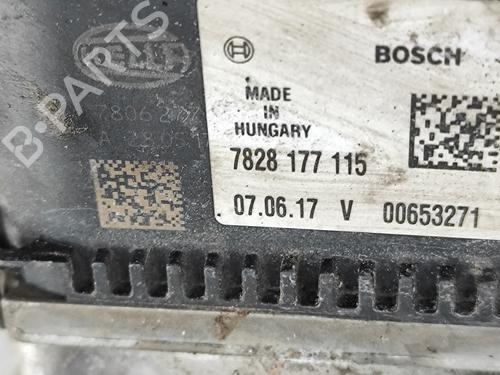 HELLA
BOSCH
MADE
IN
HUNGARY
7828 177 115
07.06.17 V 00653271
B-PARTS